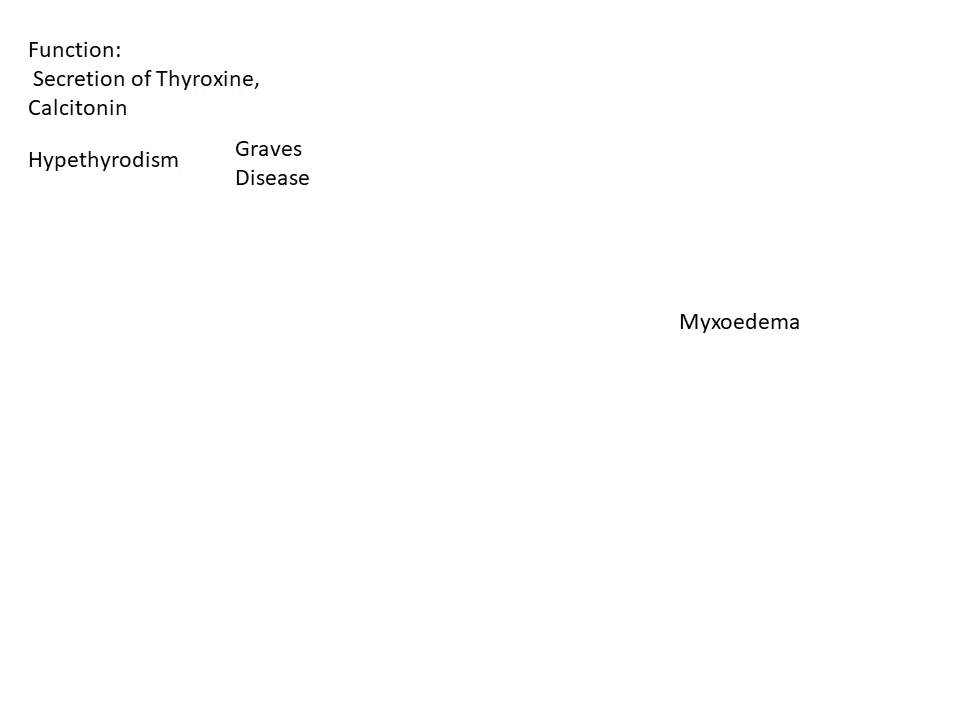 Function:
Secretion of Thyroxine,
Calcitonin
Hypethyrodism
Graves
Disease
Myxoedema